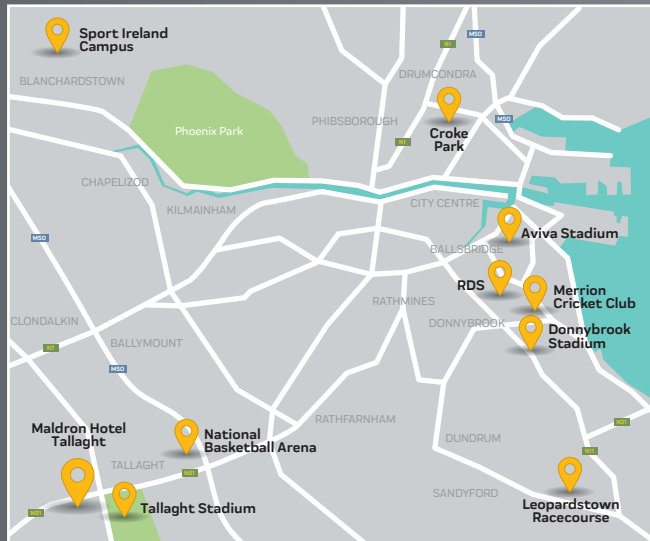 Sport Ireland
Campus
BLANCHARDSTOWN
N1
M50
DRUMCONDRA
Phoenix Park
PHIBSBOROUGH
M50
N1
Croke
Park
CHAPELIZOD
KILMAINHAM
CITY CENTRE
M50
Aviva Stadium
BALLSBRIDGE
RDS
Merrion
Cricket Club
RATHMINES
CLONDALKIN
DONNYBROOK
Donnybrook
Stadium
N7
BALLYMOUNT
M50
RATHFARNHAM
N31
Maldron Hotel
Tallaght
National
Basketball Arena
DUNDRUM
N11
TALLAGHT
N81
SANDYFORD
Tallaght Stadium
N81
Leopardstown
Racecourse